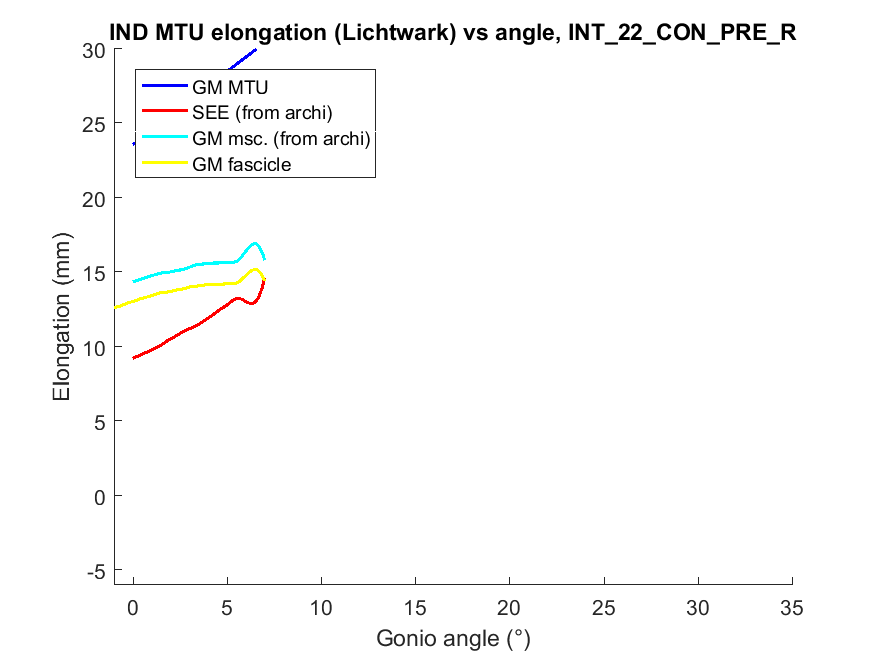 IND MTU elongation (Lichtwark) vs angle, INT_22_CON_PRE_R
30
GM MTU
SEE (from archi)
GM msc. (from archi)
GM fascicle
25
20
15
10
5
0
-5
Elongation (mm)
0 5 10 15 20 25 30 35
Gonio angle (°)